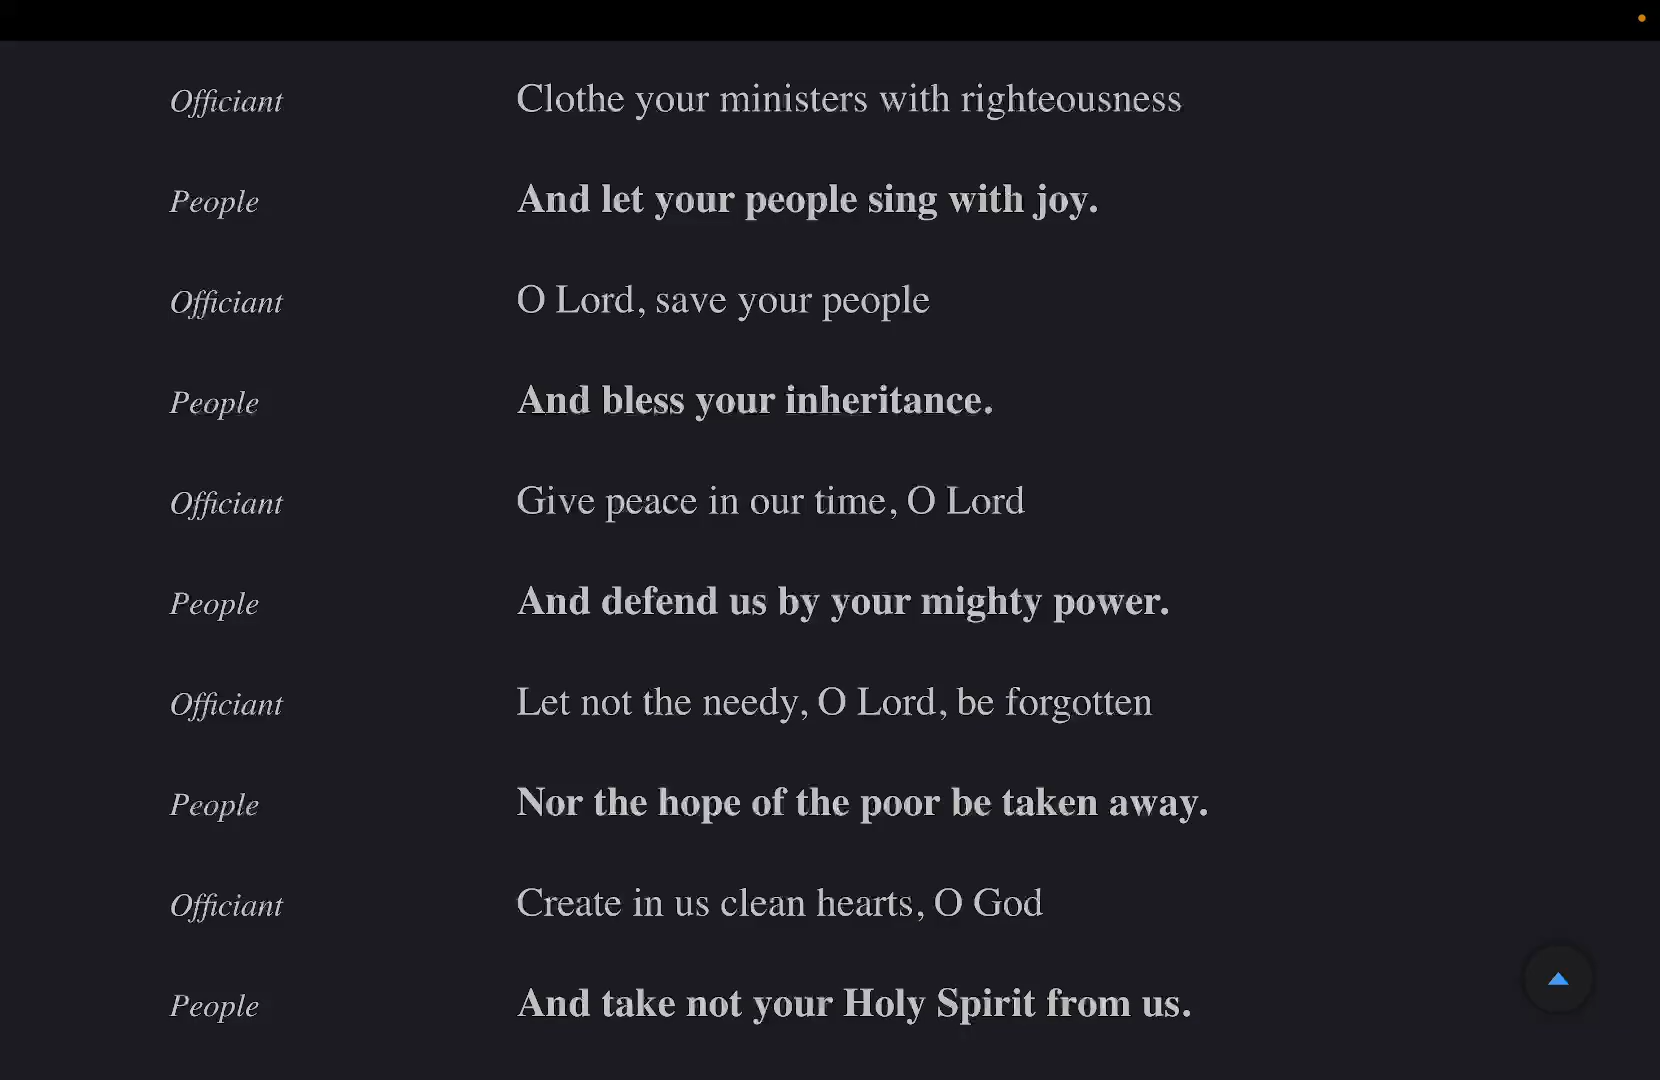 Officiant Clothe your ministers with righteousness
People And let your people sing with joy.
Officiant O Lord, save your people
People And bless your inheritance.
Officiant Give peace in our time, O Lord
People And defend us by your mighty power.
Officiant Let not the needy, O Lord, be forgotten
People Nor the hope of the poor be taken away.
Officiant Create in us clean hearts, O God
People And take not your Holy Spirit from us.